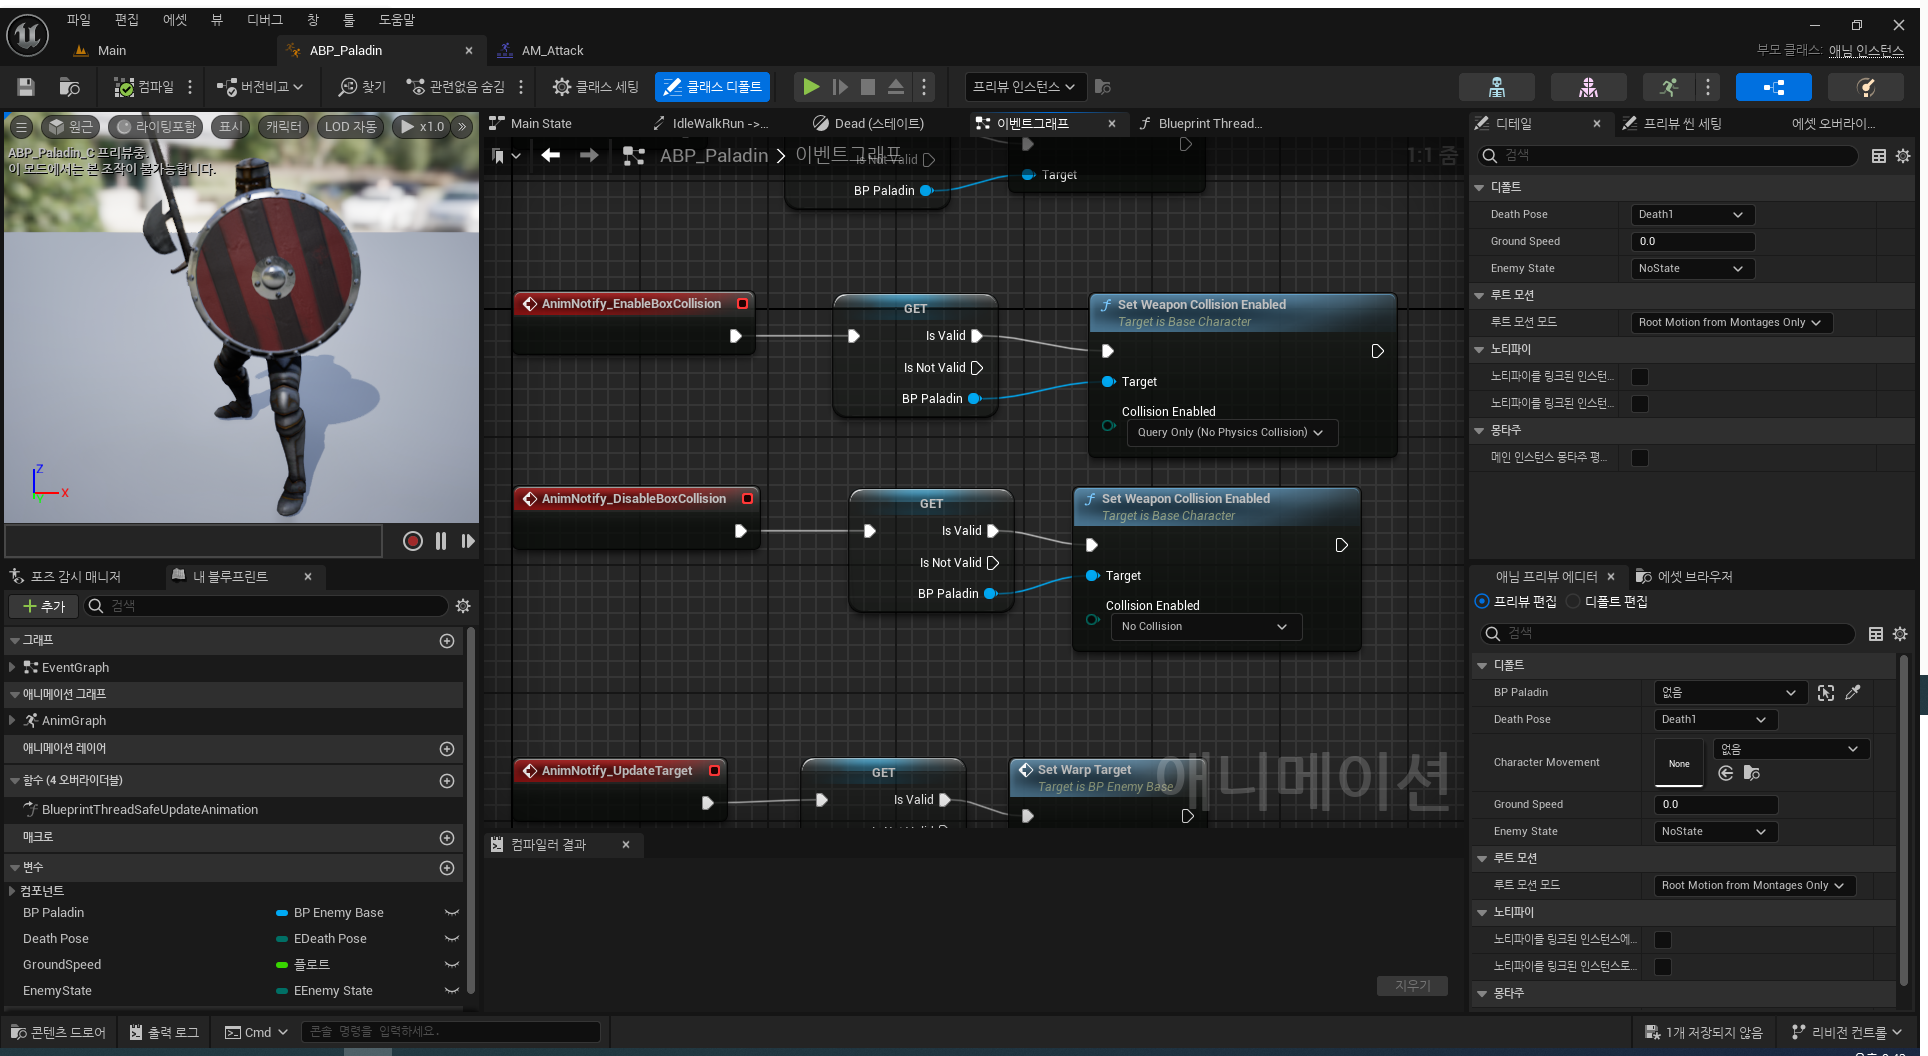 파일 편집 에셋 뷰 디버그 창 툴 도움말
Main
ABP_Paladin
AM_Attack
부모 클래스: 애님 인스턴스
컴파일
버전비교
찾기
관련없음 숨김
클래스 세팅
클래스 디폴트
프리뷰 인스턴스
원근
라이팅포함
표시
캐릭터
LOD 자동
x1.0
ABP_Paladin_C 프리뷰중.
이 모드에서는 본 조작이 불가능합니다.
Z
X
Main State
IdleWalkRun ->...
Dead (스테이트)
이벤트그래프
Blueprint Thread...
ABP_Paladin > 이벤트그래프
1:1 줌
Is Not Valid
BP Paladin
Target
AnimNotify_EnableBoxCollision
GET
Is Valid
Is Not Valid
BP Paladin
Set Weapon Collision Enabled
Target is Base Character
Target
Collision Enabled
Query Only (No Physics Collision)
AnimNotify_DisableBoxCollision
GET
Is Valid
Is Not Valid
BP Paladin
Set Weapon Collision Enabled
Target is Base Character
Target
Collision Enabled
No Collision
AnimNotify_UpdateTarget
GET
Is Valid
Set Warp Target
Target is BP Enemy Base
애니메이션
포즈 감시 매니저
내 블루프린트
추가
검색
그래프
EventGraph
애니메이션 그래프
AnimGraph
애니메이션 레이어
함수 (4 오버라이더블)
BlueprintThreadSafeUpdateAnimation
매크로
변수
컴포넌트
BP Paladin BP Enemy Base
Death Pose EDeath Pose
GroundSpeed 플로트
EnemyState EEnemy State
컴파일러 결과
지우기
디테일
프리뷰 씬 세팅
에셋 오버라이...
검색
디폴트
Death Pose Death1
Ground Speed 0.0
Enemy State NoState
루트 모션
루트 모션 모드 Root Motion from Montages Only
노티파이
노티파이를 링크된 인스턴...
노티파이를 링크된 인스턴...
몽타주
메인 인스턴스 몽타주 평...
애님 프리뷰 에디터
에셋 브라우저
프리뷰 편집
디폴트 편집
검색
디폴트
BP Paladin 없음
Death Pose Death1
Character Movement None 없음
Ground Speed 0.0
Enemy State NoState
루트 모션
루트 모션 모드 Root Motion from Montages Only
노티파이
노티파이를 링크된 인스턴스에...
노티파이를 링크된 인스턴스로...
몽타주
콘텐츠 드로어
출력 로그
Cmd
콘솔 명령을 입력하세요.
1개 저장되지 않음
리비전 컨트롤